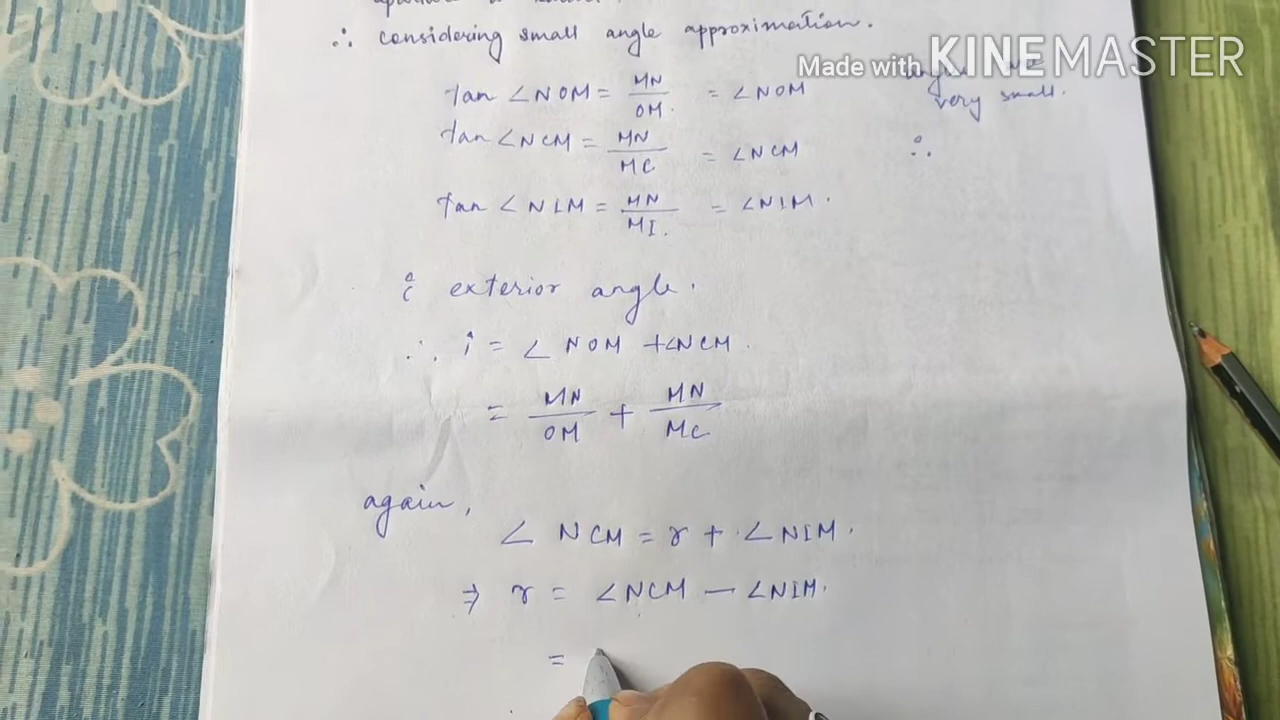 ∴ considering small angle approximation.
Made with KINEMASTER
very small.
tan ∠NOM = MN/OM. = ∠NOM
tan ∠NCM = MN/MC = ∠NCM ∴
tan ∠NIM = MN/MI. = ∠NIM.
i exterior angle.
∴ i = ∠NOM + ∠NCM.
= MN/OM + MN/MC
again,
∠NCM = r + ∠NIM.
⇒ r = ∠NCM − ∠NIM.
=